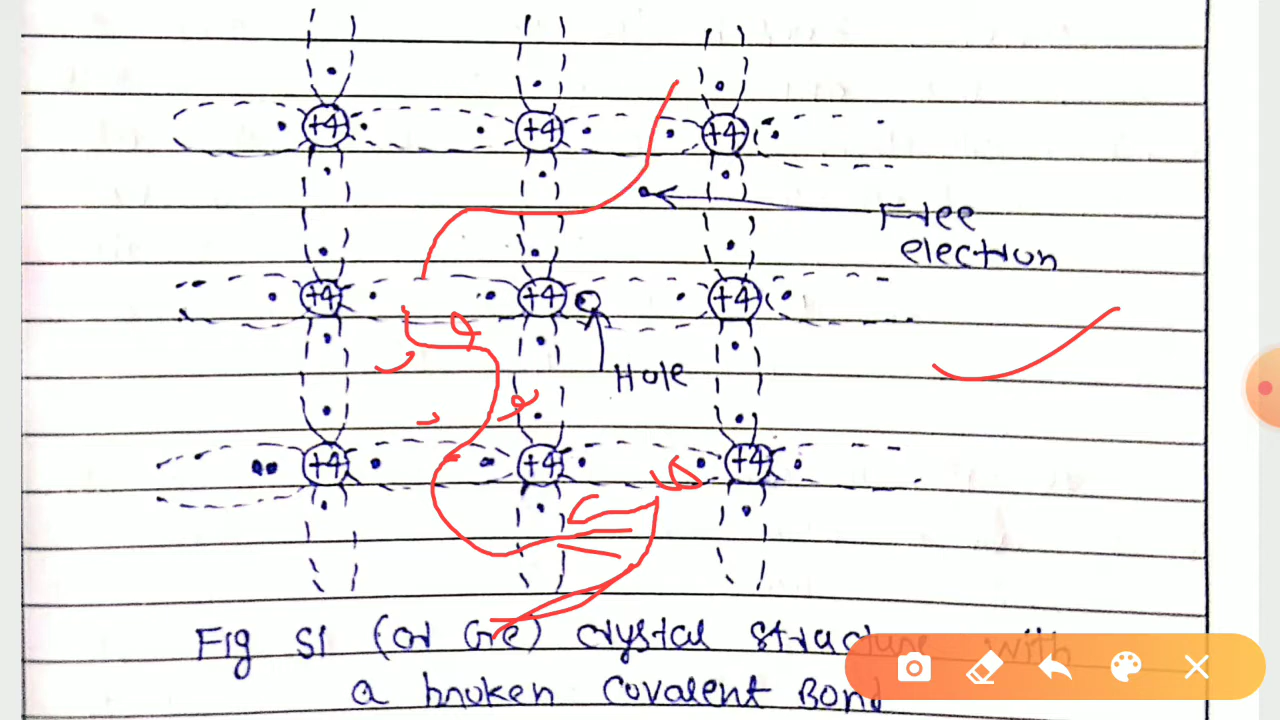 +4 +4 +4
Free
electron
+4 +4 +4
Hole
+4 +4 +4
Fig Si (or Ge) crystal structure with
a broken covalent Bond